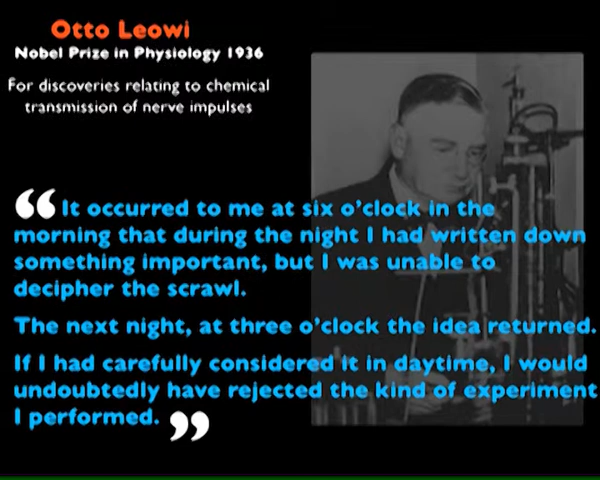 Otto Leowi
Nobel Prize in Physiology 1936
For discoveries relating to chemical
transmission of nerve impulses
“It occurred to me at six o’clock in the
morning that during the night I had written down
something important, but I was unable to
decipher the scrawl.
The next night, at three o’clock the idea returned.
If I had carefully considered it in daytime, I would
undoubtedly have rejected the kind of experiment
I performed.”